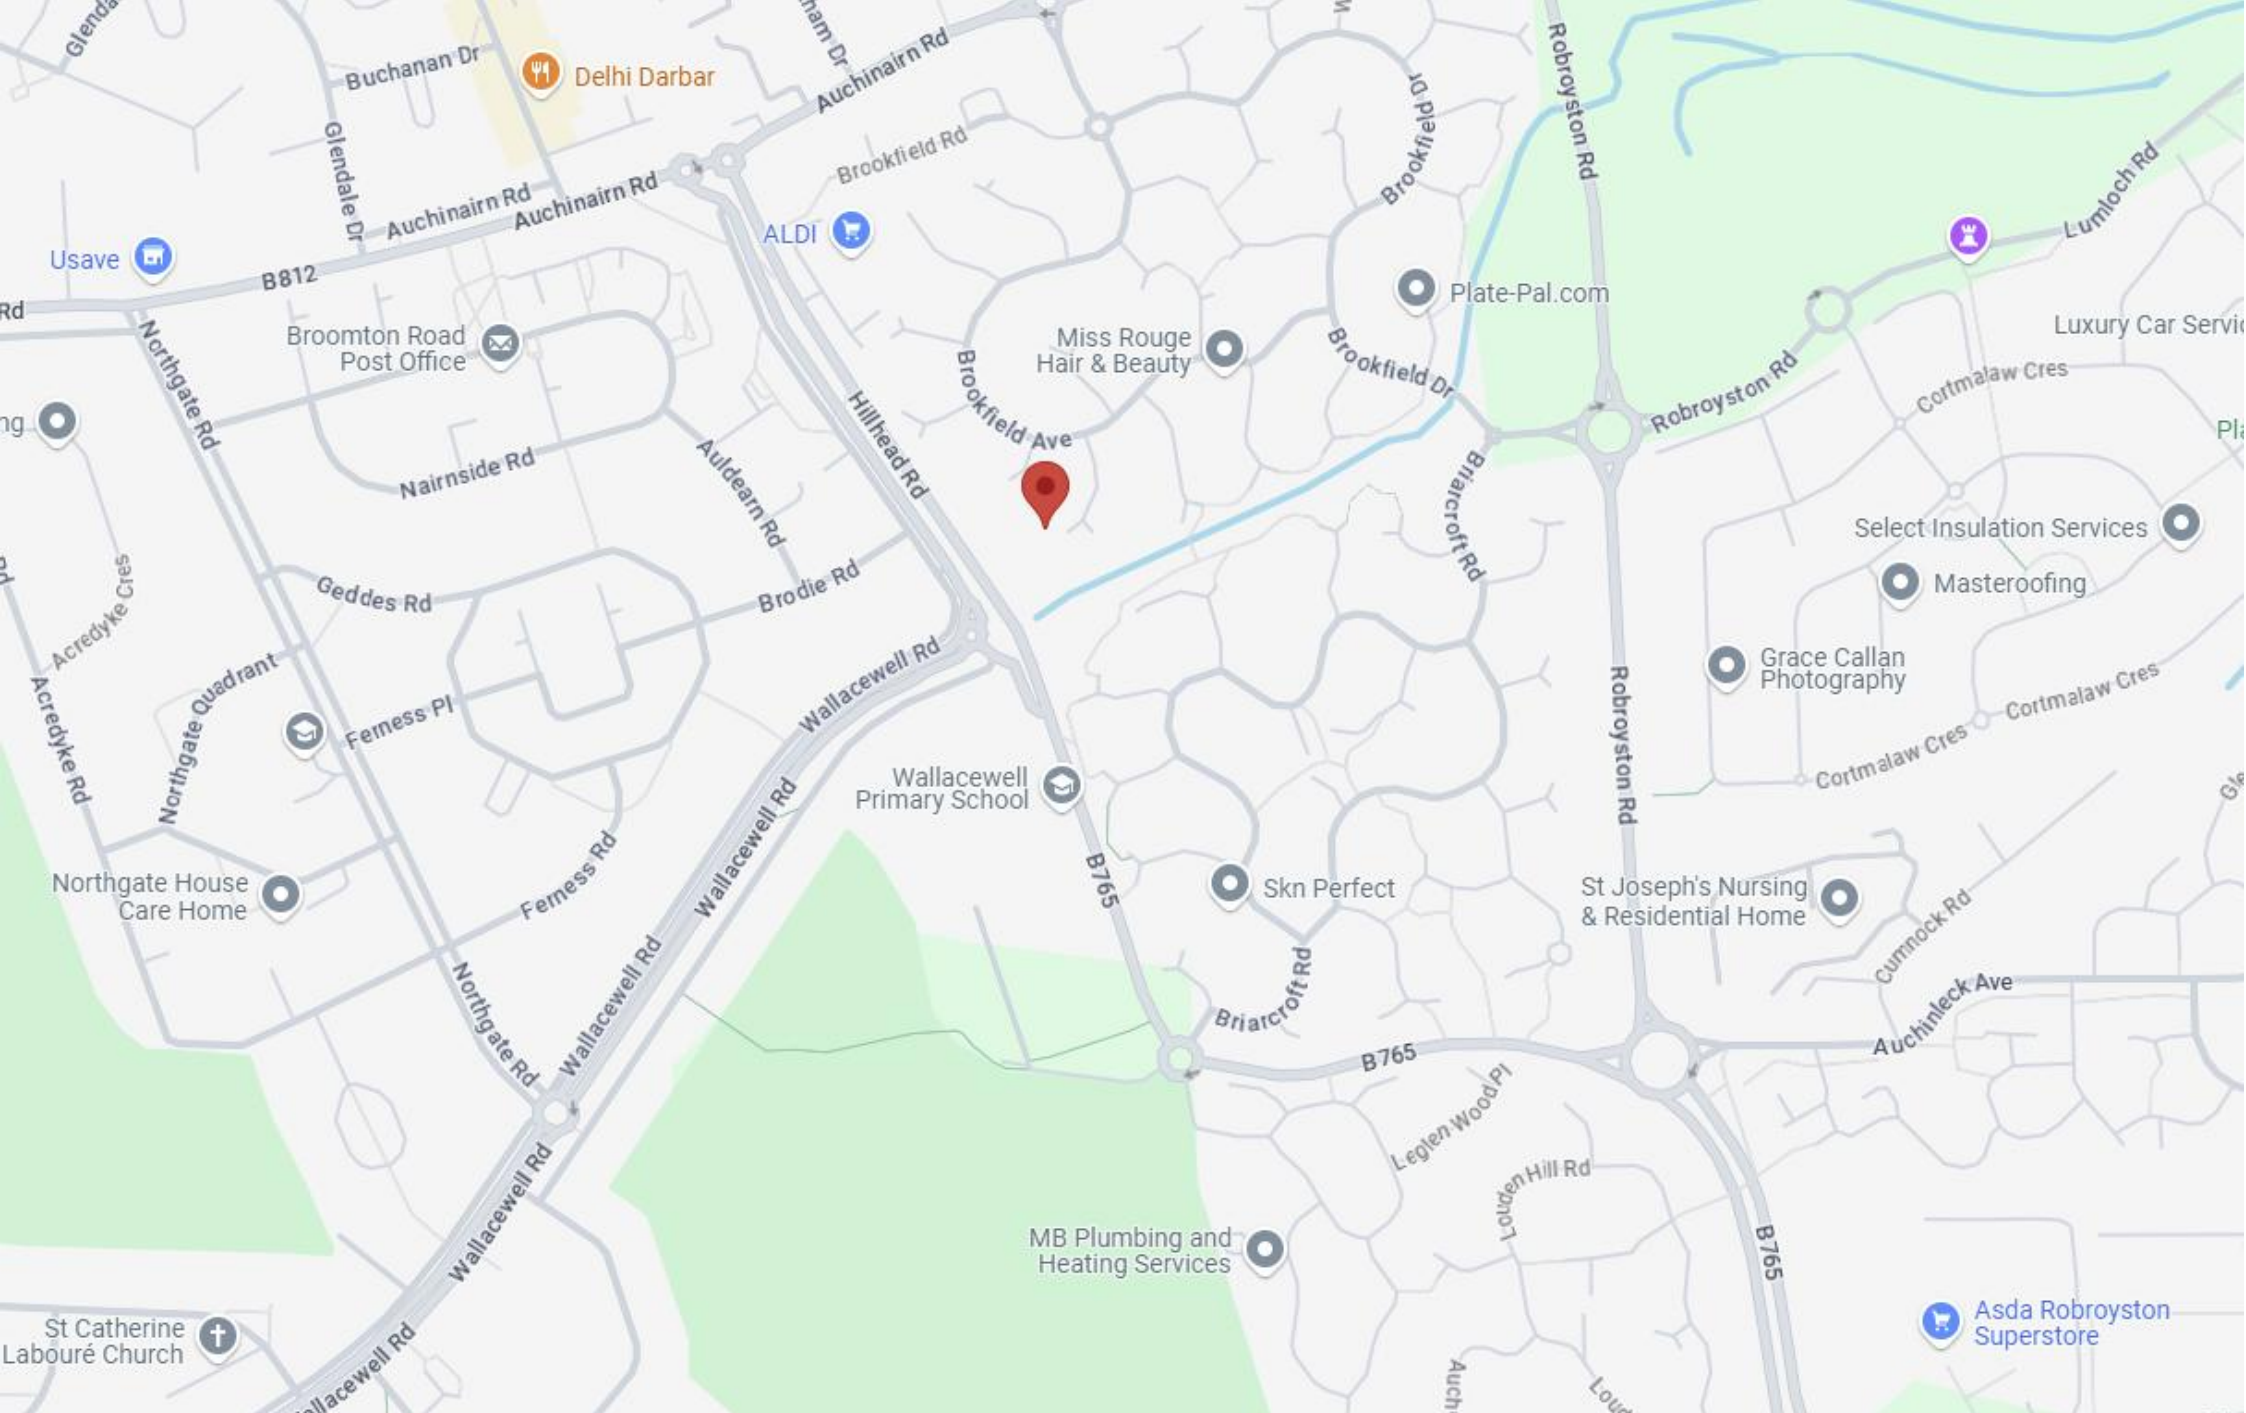 Buchanan Dr
Delhi Darbar
Auchinairn Rd
Glendale Dr
Brookfield Rd
Brookfield Dr
Robroyston Rd
Lumloch Rd
Auchinairn Rd
Auchinairn Rd
ALDI
Usave
B812
Rd
Northgate Rd
Broomton Road
Post Office
Miss Rouge
Hair & Beauty
Plate-Pal.com
Luxury Car Servic
Brookfield Ave
Brookfield Dr
Robroyston Rd
Cortmalaw Cres
Hillhead Rd
Nairnside Rd
Auldearn Rd
Briarcroft Rd
Select Insulation Services
Masteroofing
Geddes Rd
Brodie Rd
Acredyke Cres
Northgate Quadrant
Ferness Pl
Wallacewell Rd
Grace Callan
Photography
Robroyston Rd
Cortmalaw Cres
Cortmalaw Cres
Acredyke Rd
Wallacewell
Primary School
Wallacewell Rd
B765
Skn Perfect
Northgate House
Care Home
Ferness Rd
St Joseph's Nursing
& Residential Home
Cumnock Rd
Wallacewell Rd
Northgate Rd
Briarcroft Rd
Auchinleck Ave
B765
Leglen Wood Pl
Louden Hill Rd
Wallacewell Rd
MB Plumbing and
Heating Services
B765
St Catherine
Labouré Church
Asda Robroyston
Superstore
allacewell Rd